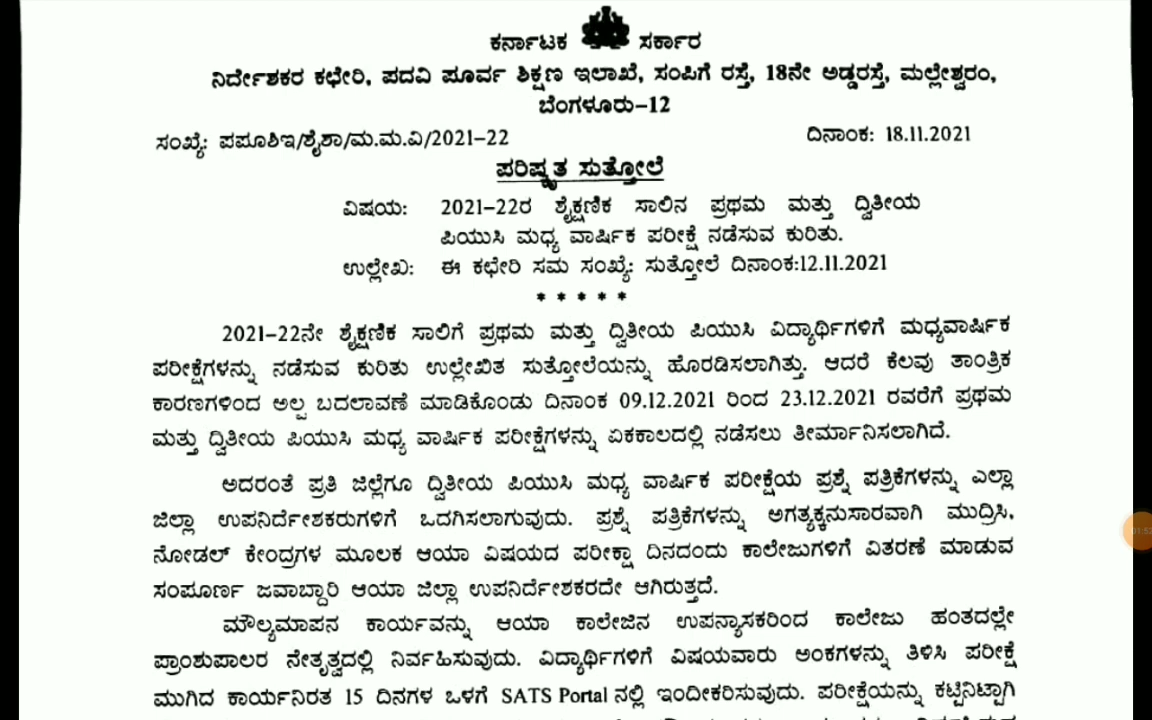 ಕರ್ನಾಟಕ ಸರ್ಕಾರ
ನಿರ್ದೇಶಕರ ಕಛೇರಿ, ಪದವಿ ಪೂರ್ವ ಶಿಕ್ಷಣ ಇಲಾಖೆ, ಸಂಪಿಗೆ ರಸ್ತೆ, 18ನೇ ಅಡ್ಡರಸ್ತೆ, ಮಲ್ಲೇಶ್ವರಂ,
ಬೆಂಗಳೂರು-12
ಸಂಖ್ಯೆ: ಪಪೂಶಿಇ/ಶೈಶಾ/ಮ.ಮ.ವಿ/2021-22 ದಿನಾಂಕ: 18.11.2021
ಪರಿಷ್ಕೃತ ಸುತ್ತೋಲೆ
ವಿಷಯ: 2021-22ರ ಶೈಕ್ಷಣಿಕ ಸಾಲಿನ ಪ್ರಥಮ ಮತ್ತು ದ್ವಿತೀಯ
ಪಿಯುಸಿ ಮಧ್ಯ ವಾರ್ಷಿಕ ಪರೀಕ್ಷೆ ನಡೆಸುವ ಕುರಿತು.
ಉಲ್ಲೇಖ: ಈ ಕಛೇರಿ ಸಮ ಸಂಖ್ಯೆ: ಸುತ್ತೋಲೆ ದಿನಾಂಕ:12.11.2021
* * * * *
2021-22ನೇ ಶೈಕ್ಷಣಿಕ ಸಾಲಿಗೆ ಪ್ರಥಮ ಮತ್ತು ದ್ವಿತೀಯ ಪಿಯುಸಿ ವಿದ್ಯಾರ್ಥಿಗಳಿಗೆ ಮಧ್ಯವಾರ್ಷಿಕ
ಪರೀಕ್ಷೆಗಳನ್ನು ನಡೆಸುವ ಕುರಿತು ಉಲ್ಲೇಖಿತ ಸುತ್ತೋಲೆಯನ್ನು ಹೊರಡಿಸಲಾಗಿತ್ತು. ಆದರೆ ಕೆಲವು ತಾಂತ್ರಿಕ
ಕಾರಣಗಳಿಂದ ಅಲ್ಪ ಬದಲಾವಣೆ ಮಾಡಿಕೊಂಡು ದಿನಾಂಕ 09.12.2021 ರಿಂದ 23.12.2021 ರವರೆಗೆ ಪ್ರಥಮ
ಮತ್ತು ದ್ವಿತೀಯ ಪಿಯುಸಿ ಮಧ್ಯ ವಾರ್ಷಿಕ ಪರೀಕ್ಷೆಗಳನ್ನು ಏಕಕಾಲದಲ್ಲಿ ನಡೆಸಲು ತೀರ್ಮಾನಿಸಲಾಗಿದೆ.
ಅದರಂತೆ ಪ್ರತಿ ಜಿಲ್ಲೆಗೂ ದ್ವಿತೀಯ ಪಿಯುಸಿ ಮಧ್ಯ ವಾರ್ಷಿಕ ಪರೀಕ್ಷೆಯ ಪ್ರಶ್ನೆ ಪತ್ರಿಕೆಗಳನ್ನು ಎಲ್ಲಾ
ಜಿಲ್ಲಾ ಉಪನಿರ್ದೇಶಕರುಗಳಿಗೆ ಒದಗಿಸಲಾಗುವುದು. ಪ್ರಶ್ನೆ ಪತ್ರಿಕೆಗಳನ್ನು ಅಗತ್ಯಕ್ಕನುಸಾರವಾಗಿ ಮುದ್ರಿಸಿ,
ನೋಡಲ್ ಕೇಂದ್ರಗಳ ಮೂಲಕ ಆಯಾ ವಿಷಯದ ಪರೀಕ್ಷಾ ದಿನದಂದು ಕಾಲೇಜುಗಳಿಗೆ ವಿತರಣೆ ಮಾಡುವ
ಸಂಪೂರ್ಣ ಜವಾಬ್ದಾರಿ ಆಯಾ ಜಿಲ್ಲಾ ಉಪನಿರ್ದೇಶಕರದೇ ಆಗಿರುತ್ತದೆ.
ಮೌಲ್ಯಮಾಪನ ಕಾರ್ಯವನ್ನು ಆಯಾ ಕಾಲೇಜಿನ ಉಪನ್ಯಾಸಕರಿಂದ ಕಾಲೇಜು ಹಂತದಲ್ಲೇ
ಪ್ರಾಂಶುಪಾಲರ ನೇತೃತ್ವದಲ್ಲಿ ನಿರ್ವಹಿಸುವುದು. ವಿದ್ಯಾರ್ಥಿಗಳಿಗೆ ವಿಷಯವಾರು ಅಂಕಗಳನ್ನು ತಿಳಿಸಿ ಪರೀಕ್ಷೆ
ಮುಗಿದ ಕಾರ್ಯನಿರತ 15 ದಿನಗಳ ಒಳಗೆ SATS Portal ನಲ್ಲಿ ಇಂದೀಕರಿಸುವುದು. ಪರೀಕ್ಷೆಯನ್ನು ಕಟ್ಟಿನಿಟ್ಟಾಗಿ